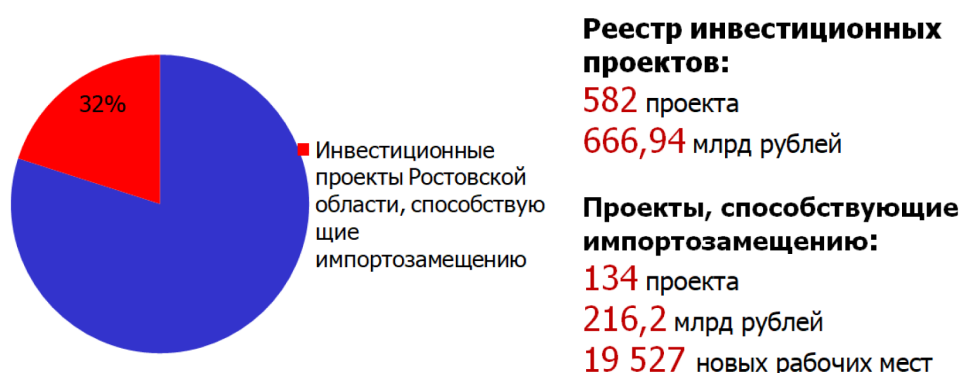 32%
Инвестиционные
проекты Ростовской
области, способствую
щие
импортозамещению
Реестр инвестиционных
проектов:
582 проекта
666,94 млрд рублей
Проекты, способствующие
импортозамещению:
134 проекта
216,2 млрд рублей
19 527 новых рабочих мест